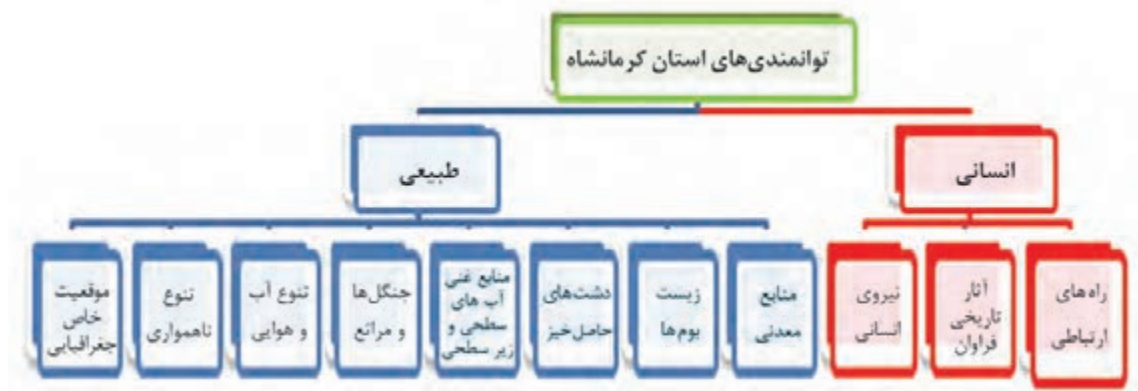 توانمندی‌های استان کرمانشاه
انسانی
طبیعی
راه های
ارتباطی
آثار
تاریخی
فراوان
نیروی
انسانی
منابع
معدنی
زیست
بوم‌ها
دشت‌های
حاصل‌خیز
منابع غنی
آب های
سطحی و
زیر سطحی
جنگل‌ها
و مراتع
تنوع آب
و هوایی
تنوع
ناهمواری
موقعیت
خاص
جغرافیایی